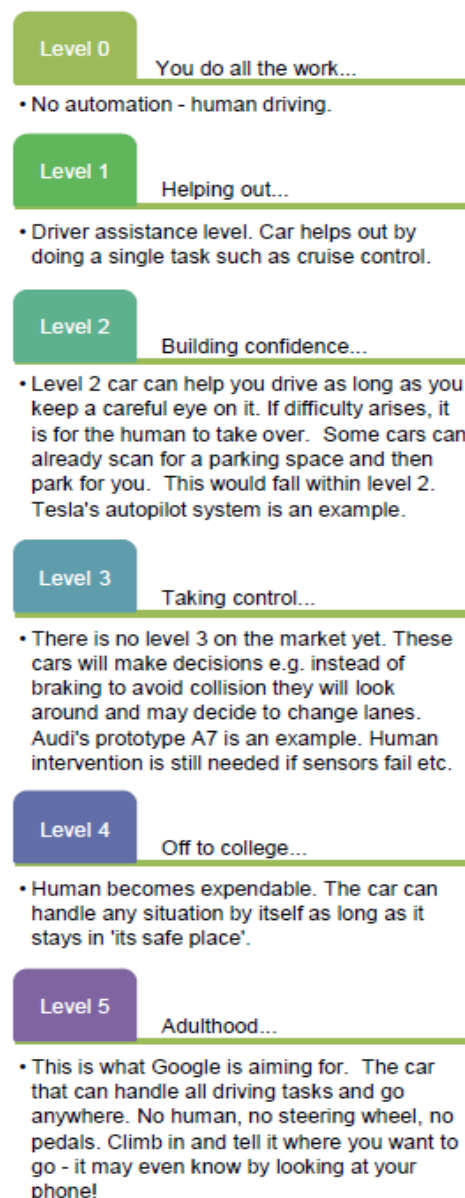 Level 0
You do all the work...
• No automation - human driving.
Level 1
Helping out...
• Driver assistance level. Car helps out by
doing a single task such as cruise control.
Level 2
Building confidence...
• Level 2 car can help you drive as long as you
keep a careful eye on it. If difficulty arises, it
is for the human to take over.  Some cars can
already scan for a parking space and then
park for you.  This would fall within level 2.
Tesla's autopilot system is an example.
Level 3
Taking control...
• There is no level 3 on the market yet. These
cars will make decisions e.g. instead of
braking to avoid collision they will look
around and may decide to change lanes.
Audi's prototype A7 is an example. Human
intervention is still needed if sensors fail etc.
Level 4
Off to college...
• Human becomes expendable. The car can
handle any situation by itself as long as it
stays in 'its safe place'.
Level 5
Adulthood...
• This is what Google is aiming for.  The car
that can handle all driving tasks and go
anywhere. No human, no steering wheel, no
pedals. Climb in and tell it where you want to
go - it may even know by looking at your
phone!